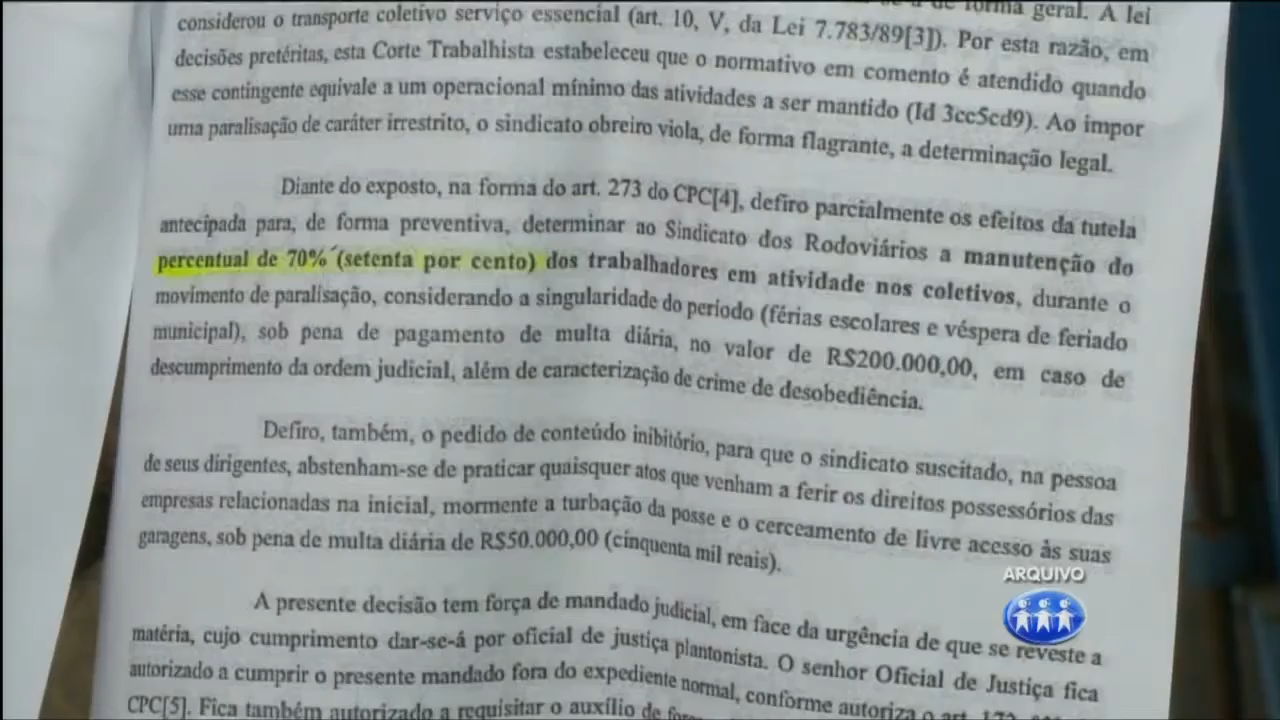 de forma geral. A lei
considerou o transporte coletivo serviço essencial (art. 10, V, da Lei 7.783/89[3]). Por esta razão, em
decisões pretéritas, esta Corte Trabalhista estabeleceu que o normativo em comento é atendido quando
esse contingente equivale a um operacional mínimo das atividades a ser mantido (Id 3cc5cd9). Ao impor
uma paralisação de caráter irrestrito, o sindicato obreiro viola, de forma flagrante, a determinação legal.
Diante do exposto, na forma do art. 273 do CPC[4], defiro parcialmente os efeitos da tutela
antecipada para, de forma preventiva, determinar ao Sindicato dos Rodoviários a manutenção do
percentual de 70% (setenta por cento) dos trabalhadores em atividade nos coletivos, durante o
movimento de paralisação, considerando a singularidade do período (férias escolares e véspera de feriado
municipal), sob pena de pagamento de multa diária, no valor de R$200.000,00, em caso de
descumprimento da ordem judicial, além de caracterização de crime de desobediência.
Defiro, também, o pedido de conteúdo inibitório, para que o sindicato suscitado, na pessoa
de seus dirigentes, abstenham-se de praticar quaisquer atos que venham a ferir os direitos possessórios das
empresas relacionadas na inicial, mormente a turbação da posse e o cerceamento de livre acesso às suas
garagens, sob pena de multa diária de R$50.000,00 (cinquenta mil reais).
ARQUIVO
A presente decisão tem força de mandado judicial, em face da urgência de que se reveste a
matéria, cujo cumprimento dar-se-á por oficial de justiça plantonista. O senhor Oficial de Justiça fica
autorizado a cumprir o presente mandado fora do expediente normal, conforme autoriza o art. 172
CPC[5]. Fica também autorizado a requisitar o auxílio de